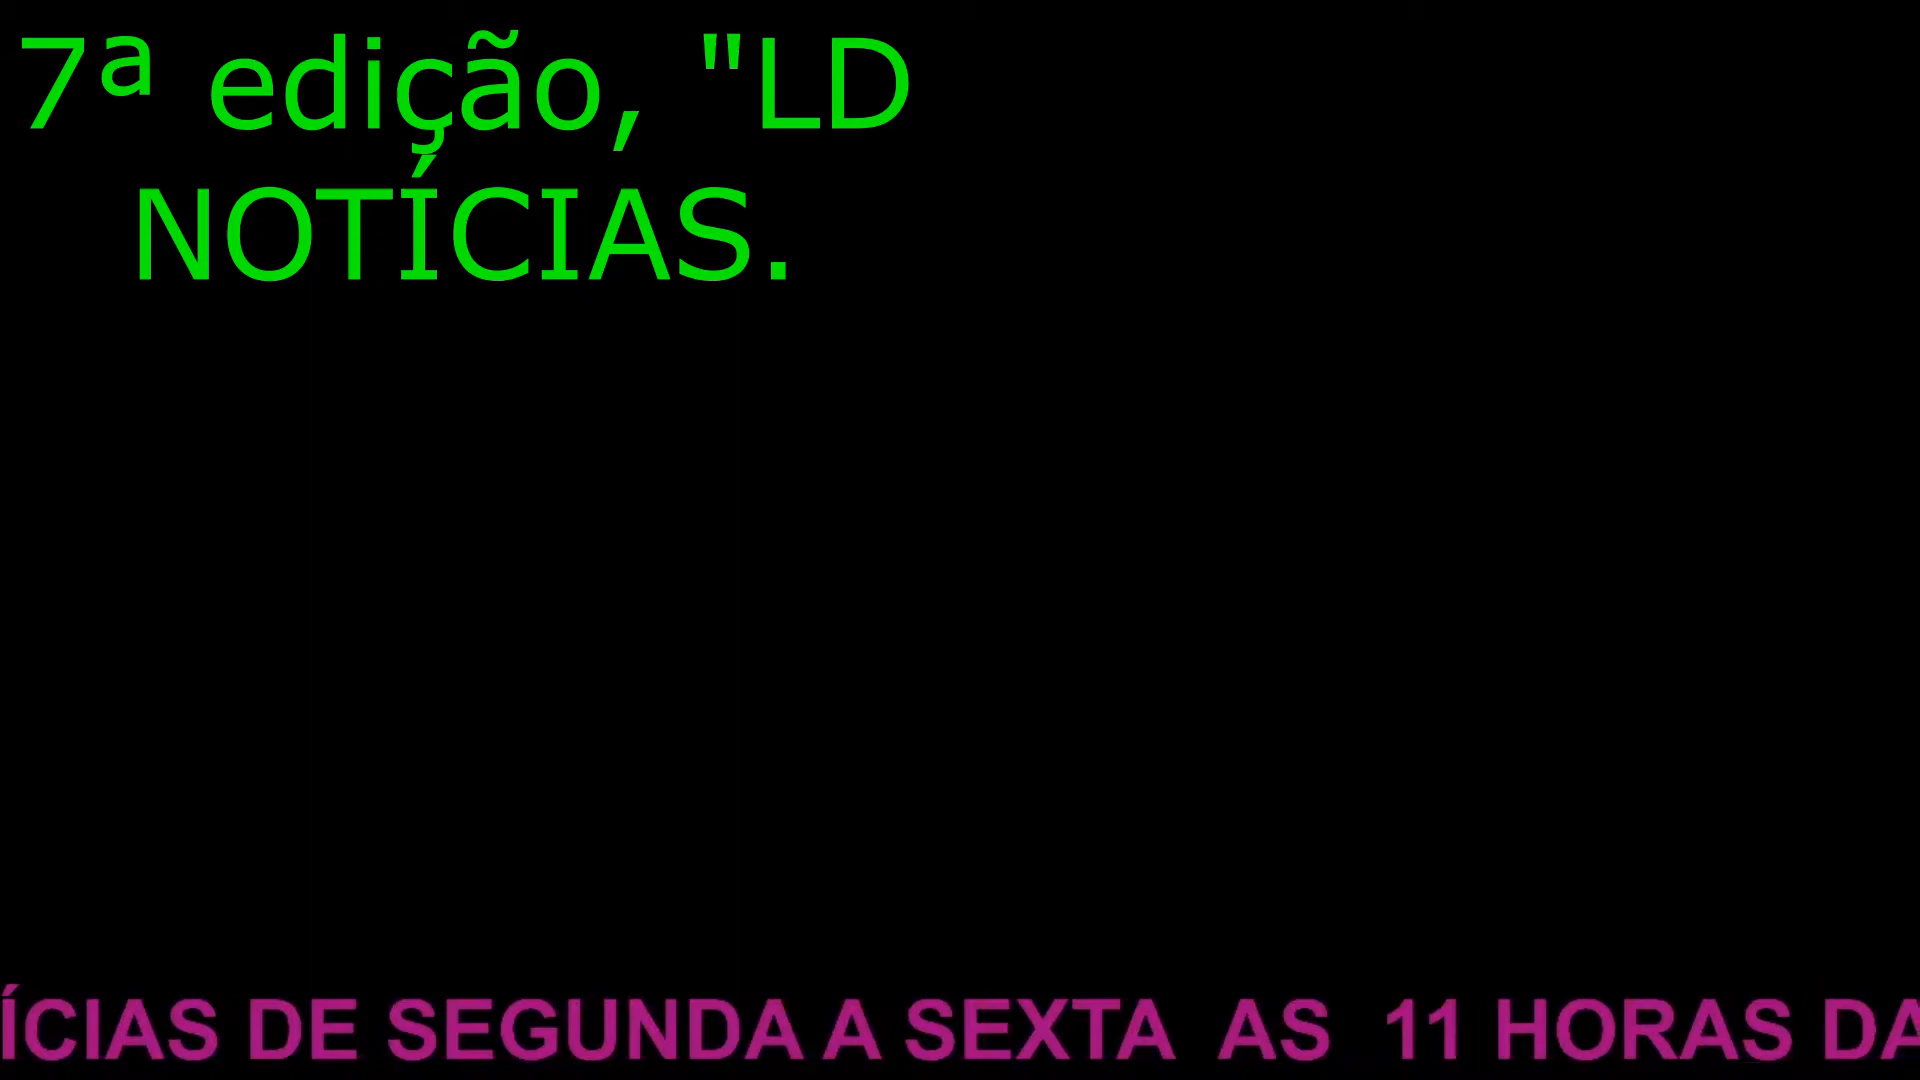 7ª edição, "LD
NOTÍCIAS.
ÍCIAS DE SEGUNDA A SEXTA AS 11 HORAS DA